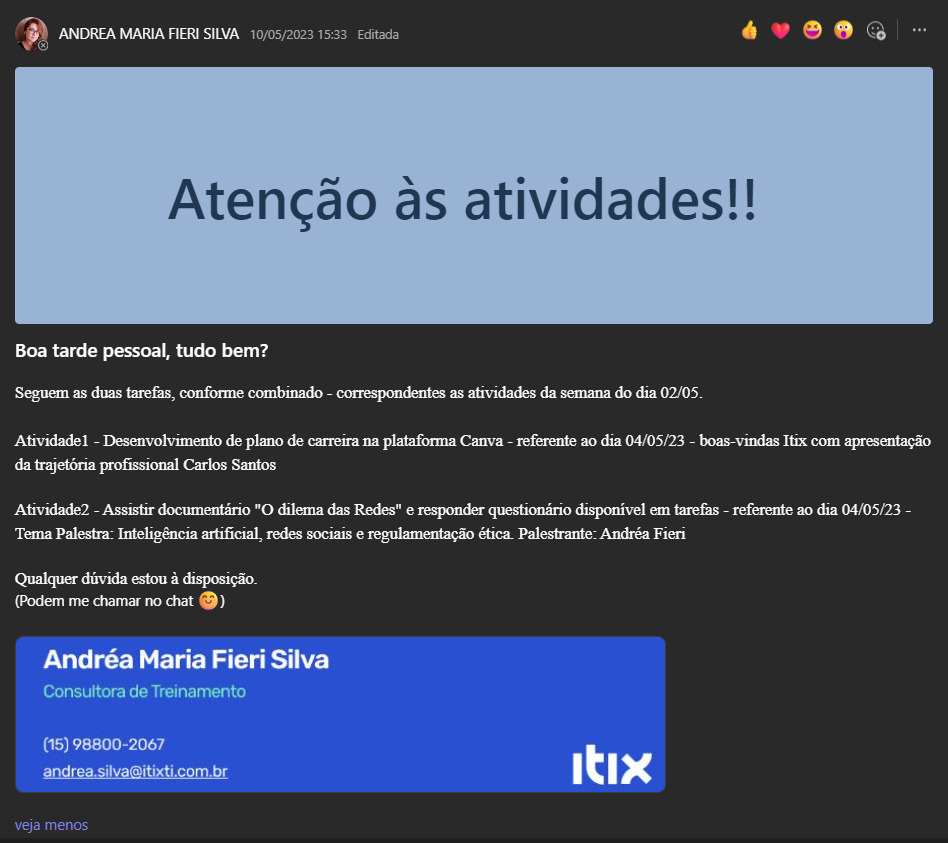 ANDREA MARIA FIERI SILVA 10/05/2023 15:33 Editada
Atenção às atividades!!
Boa tarde pessoal, tudo bem?
Seguem as duas tarefas, conforme combinado - correspondentes as atividades da semana do dia 02/05.
Atividade1 - Desenvolvimento de plano de carreira na plataforma Canva - referente ao dia 04/05/23 - boas-vindas Itix com apresentação
da trajetória profissional Carlos Santos
Atividade2 - Assistir documentário "O dilema das Redes" e responder questionário disponível em tarefas - referente ao dia 04/05/23 -
Tema Palestra: Inteligência artificial, redes sociais e regulamentação ética. Palestrante: Andréa Fieri
Qualquer dúvida estou à disposição.
(Podem me chamar no chat 😊)
Andréa Maria Fieri Silva
Consultora de Treinamento
(15) 98800-2067
andrea.silva@itixti.com.br
itix
veja menos